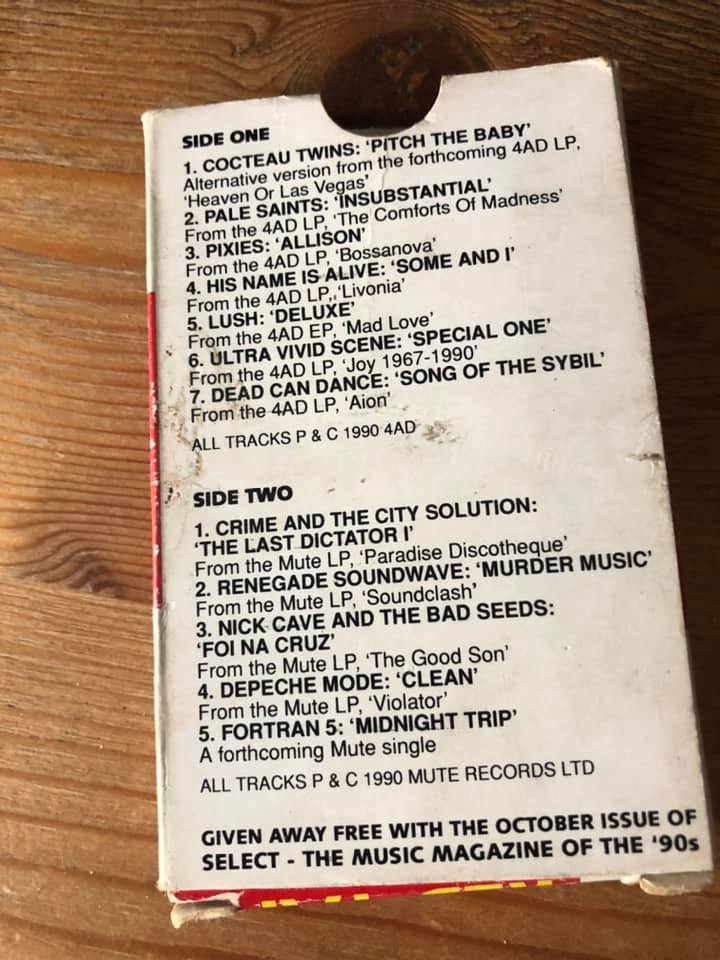 SIDE ONE
1. COCTEAU TWINS: ‘PITCH THE BABY’
Alternative version from the forthcoming 4AD LP,
‘Heaven Or Las Vegas’
2. PALE SAINTS: ‘INSUBSTANTIAL’
From the 4AD LP, ‘The Comforts Of Madness’
3. PIXIES: ‘ALLISON’
From the 4AD LP, ‘Bossanova’
4. HIS NAME IS ALIVE: ‘SOME AND I’
From the 4AD LP, ‘Livonia’
5. LUSH: ‘DELUXE’
From the 4AD EP, ‘Mad Love’
6. ULTRA VIVID SCENE: ‘SPECIAL ONE’
From the 4AD LP, ‘Joy 1967-1990’
7. DEAD CAN DANCE: ‘SONG OF THE SYBIL’
From the 4AD LP, ‘Aion’
ALL TRACKS P & C 1990 4AD
SIDE TWO
1. CRIME AND THE CITY SOLUTION:
‘THE LAST DICTATOR I’
From the Mute LP, ‘Paradise Discotheque’
2. RENEGADE SOUNDWAVE: ‘MURDER MUSIC’
From the Mute LP, ‘Soundclash’
3. NICK CAVE AND THE BAD SEEDS:
‘FOI NA CRUZ’
From the Mute LP, ‘The Good Son’
4. DEPECHE MODE: ‘CLEAN’
From the Mute LP, ‘Violator’
5. FORTRAN 5: ‘MIDNIGHT TRIP’
A forthcoming Mute single
ALL TRACKS P & C 1990 MUTE RECORDS LTD
GIVEN AWAY FREE WITH THE OCTOBER ISSUE OF
SELECT - THE MUSIC MAGAZINE OF THE ‘90s